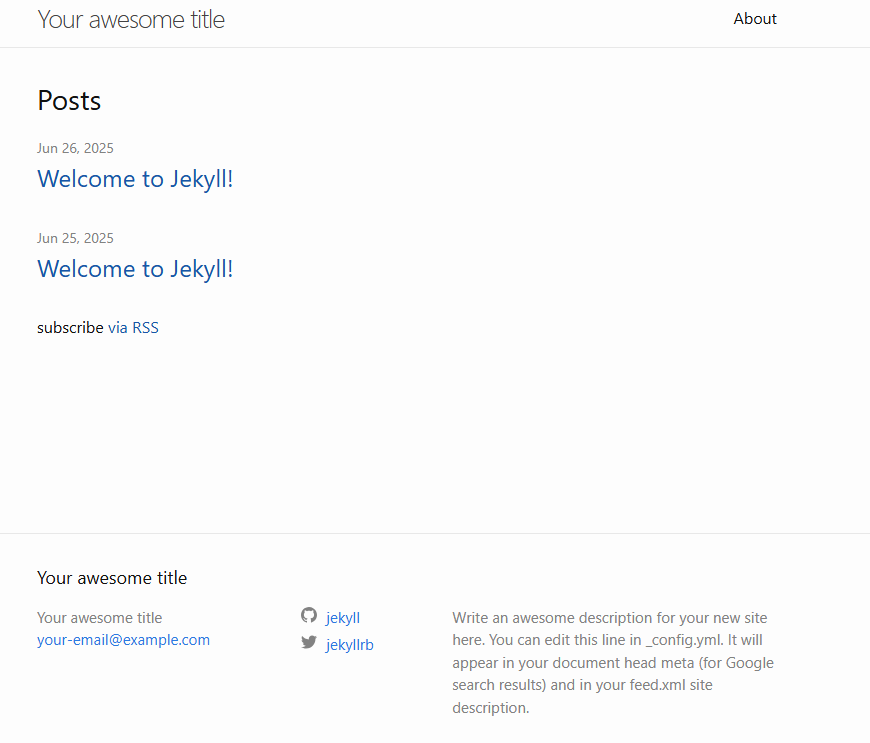 Your awesome title
About
Posts
Jun 26, 2025
Welcome to Jekyll!
Jun 25, 2025
Welcome to Jekyll!
subscribe via RSS
Your awesome title
Your awesome title
your-email@example.com
jekyll
jekyllrb
Write an awesome description for your new site
here. You can edit this line in _config.yml. It will
appear in your document head meta (for Google
search results) and in your feed.xml site
description.